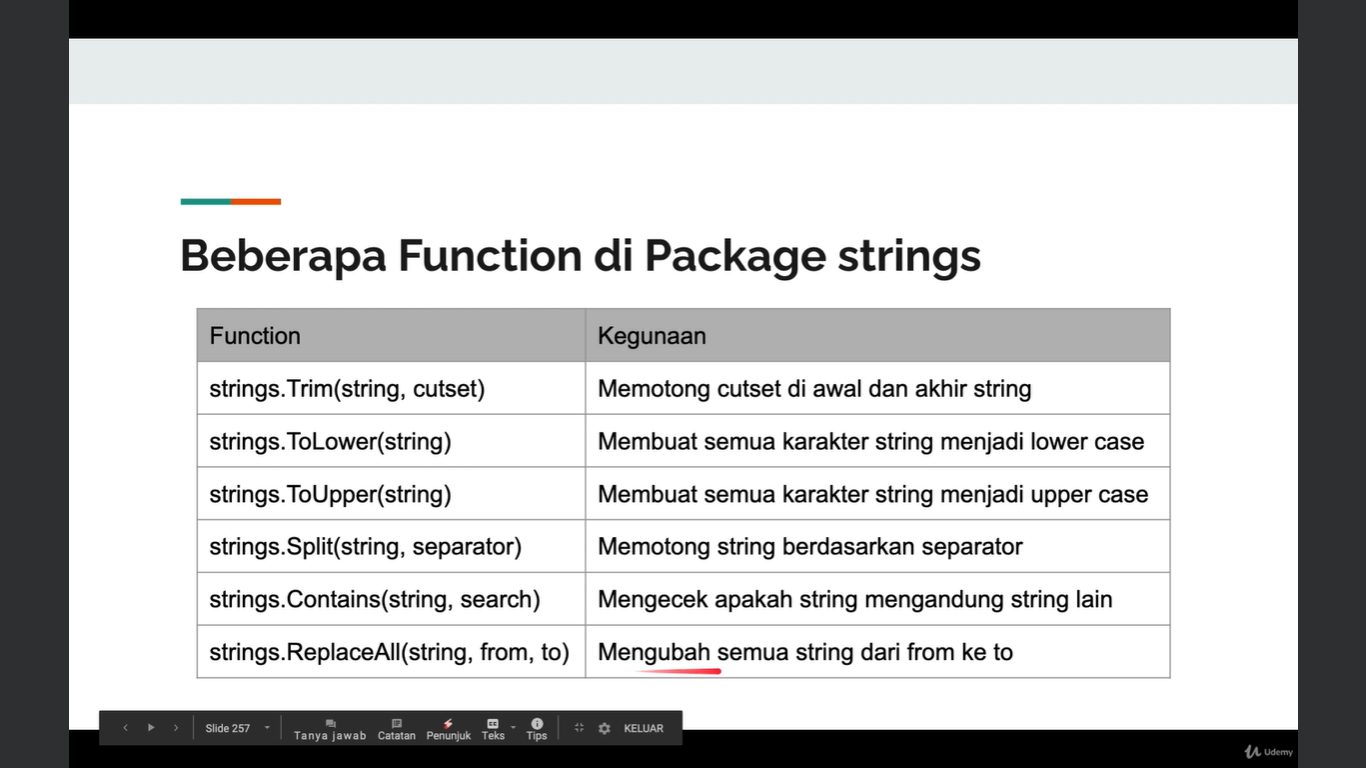 Beberapa Function di Package strings
Function Kegunaan
strings.Trim(string, cutset) Memotong cutset di awal dan akhir string
strings.ToLower(string) Membuat semua karakter string menjadi lower case
strings.ToUpper(string) Membuat semua karakter string menjadi upper case
strings.Split(string, separator) Memotong string berdasarkan separator
strings.Contains(string, search) Mengecek apakah string mengandung string lain
strings.ReplaceAll(string, from, to) Mengubah semua string dari from ke to
Slide 257 Tanya jawab Catatan Penunjuk Teks Tips KELUAR
Udemy